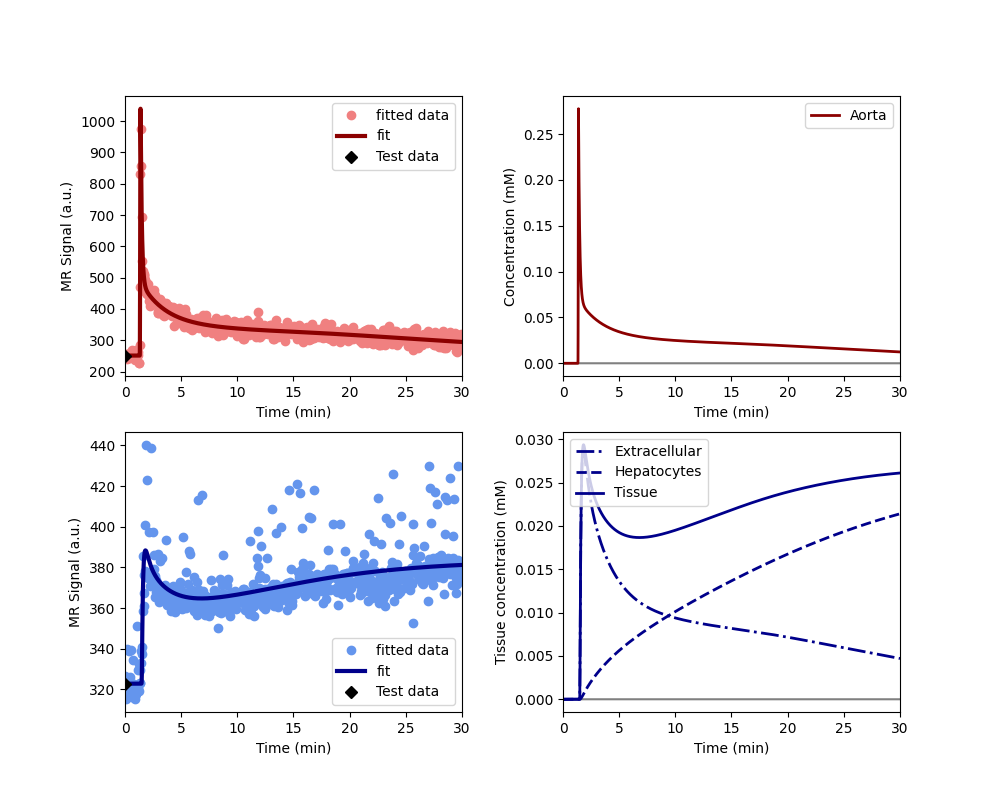 1000
900
800
700
600
500
400
300
200
MR Signal (a.u.)
fitted data
fit
Test data
0 5 10 15 20 25 30
Time (min)
0.25
0.20
0.15
0.10
0.05
0.00
Concentration (mM)
Aorta
0 5 10 15 20 25 30
Time (min)
440
420
400
380
360
340
320
MR Signal (a.u.)
fitted data
fit
Test data
0 5 10 15 20 25 30
Time (min)
0.030
0.025
0.020
0.015
0.010
0.005
0.000
Tissue concentration (mM)
Extracellular
Hepatocytes
Tissue
0 5 10 15 20 25 30
Time (min)